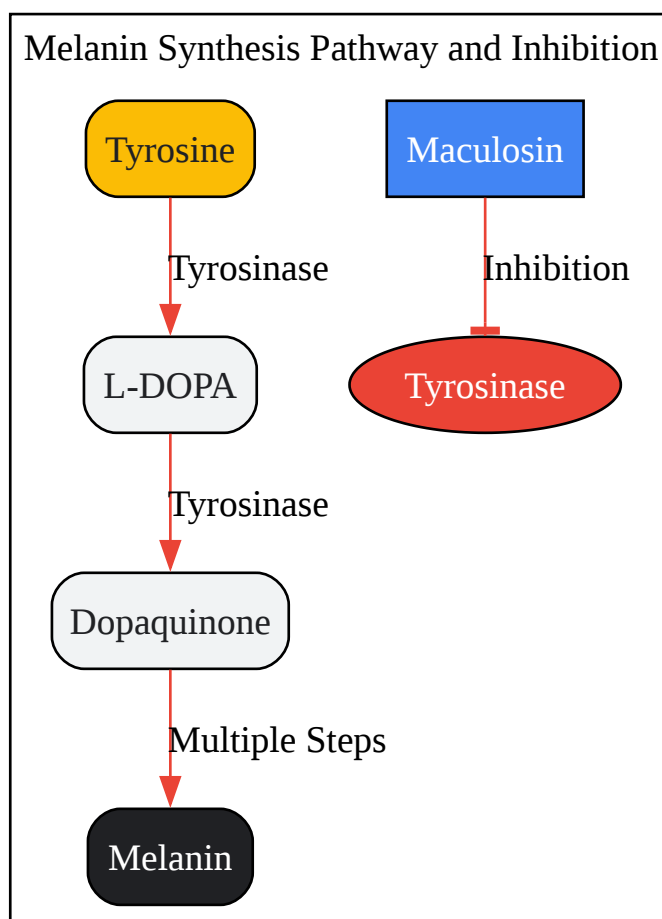 Melanin Synthesis Pathway and Inhibition
Tyrosine
Maculosin
Tyrosinase
Inhibition
L-DOPA
Tyrosinase
Tyrosinase
Dopaquinone
Multiple Steps
Melanin